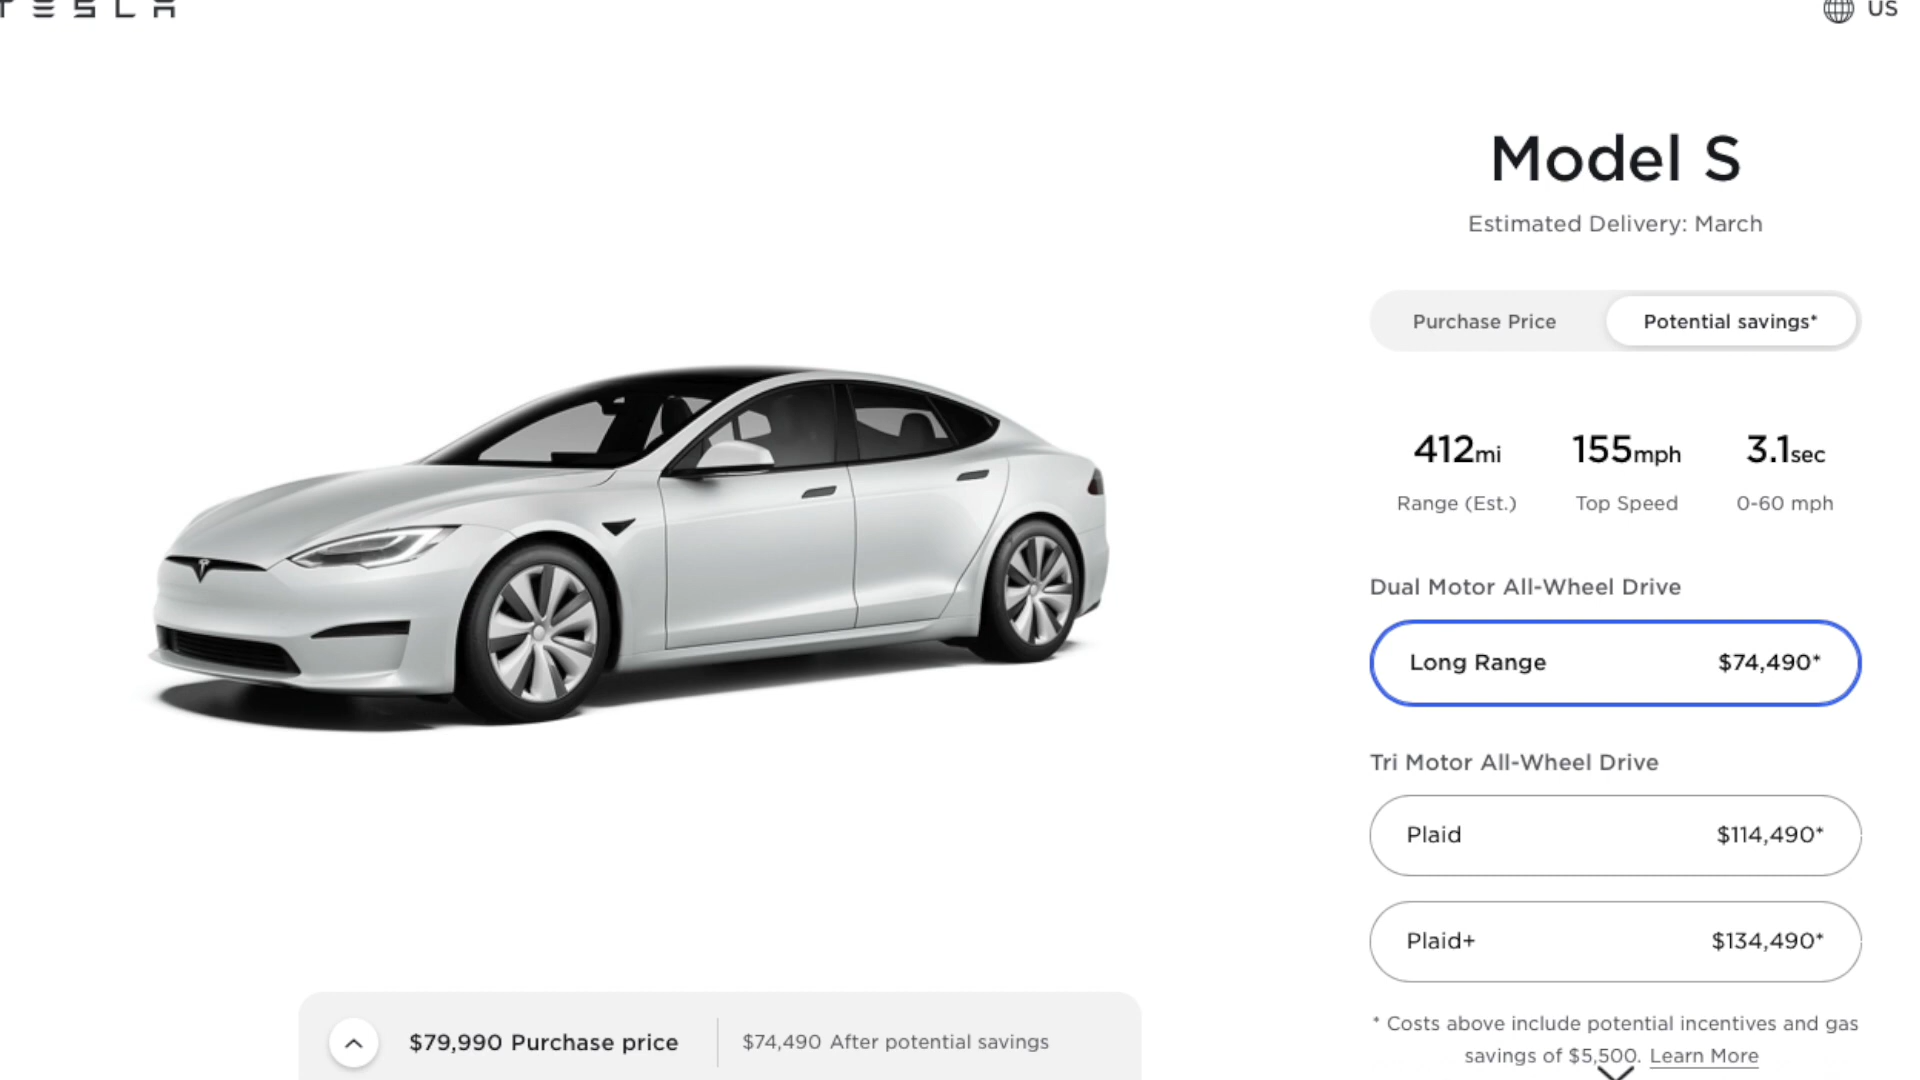 TESLA
US
Model S
Estimated Delivery: March
Purchase Price
Potential savings*
412mi
155mph
3.1sec
Range (Est.)
Top Speed
0-60 mph
Dual Motor All-Wheel Drive
Long Range $74,490*
Tri Motor All-Wheel Drive
Plaid $114,490*
Plaid+ $134,490*
* Costs above include potential incentives and gas
savings of $5,500. Learn More
$79,990 Purchase price
$74,490 After potential savings